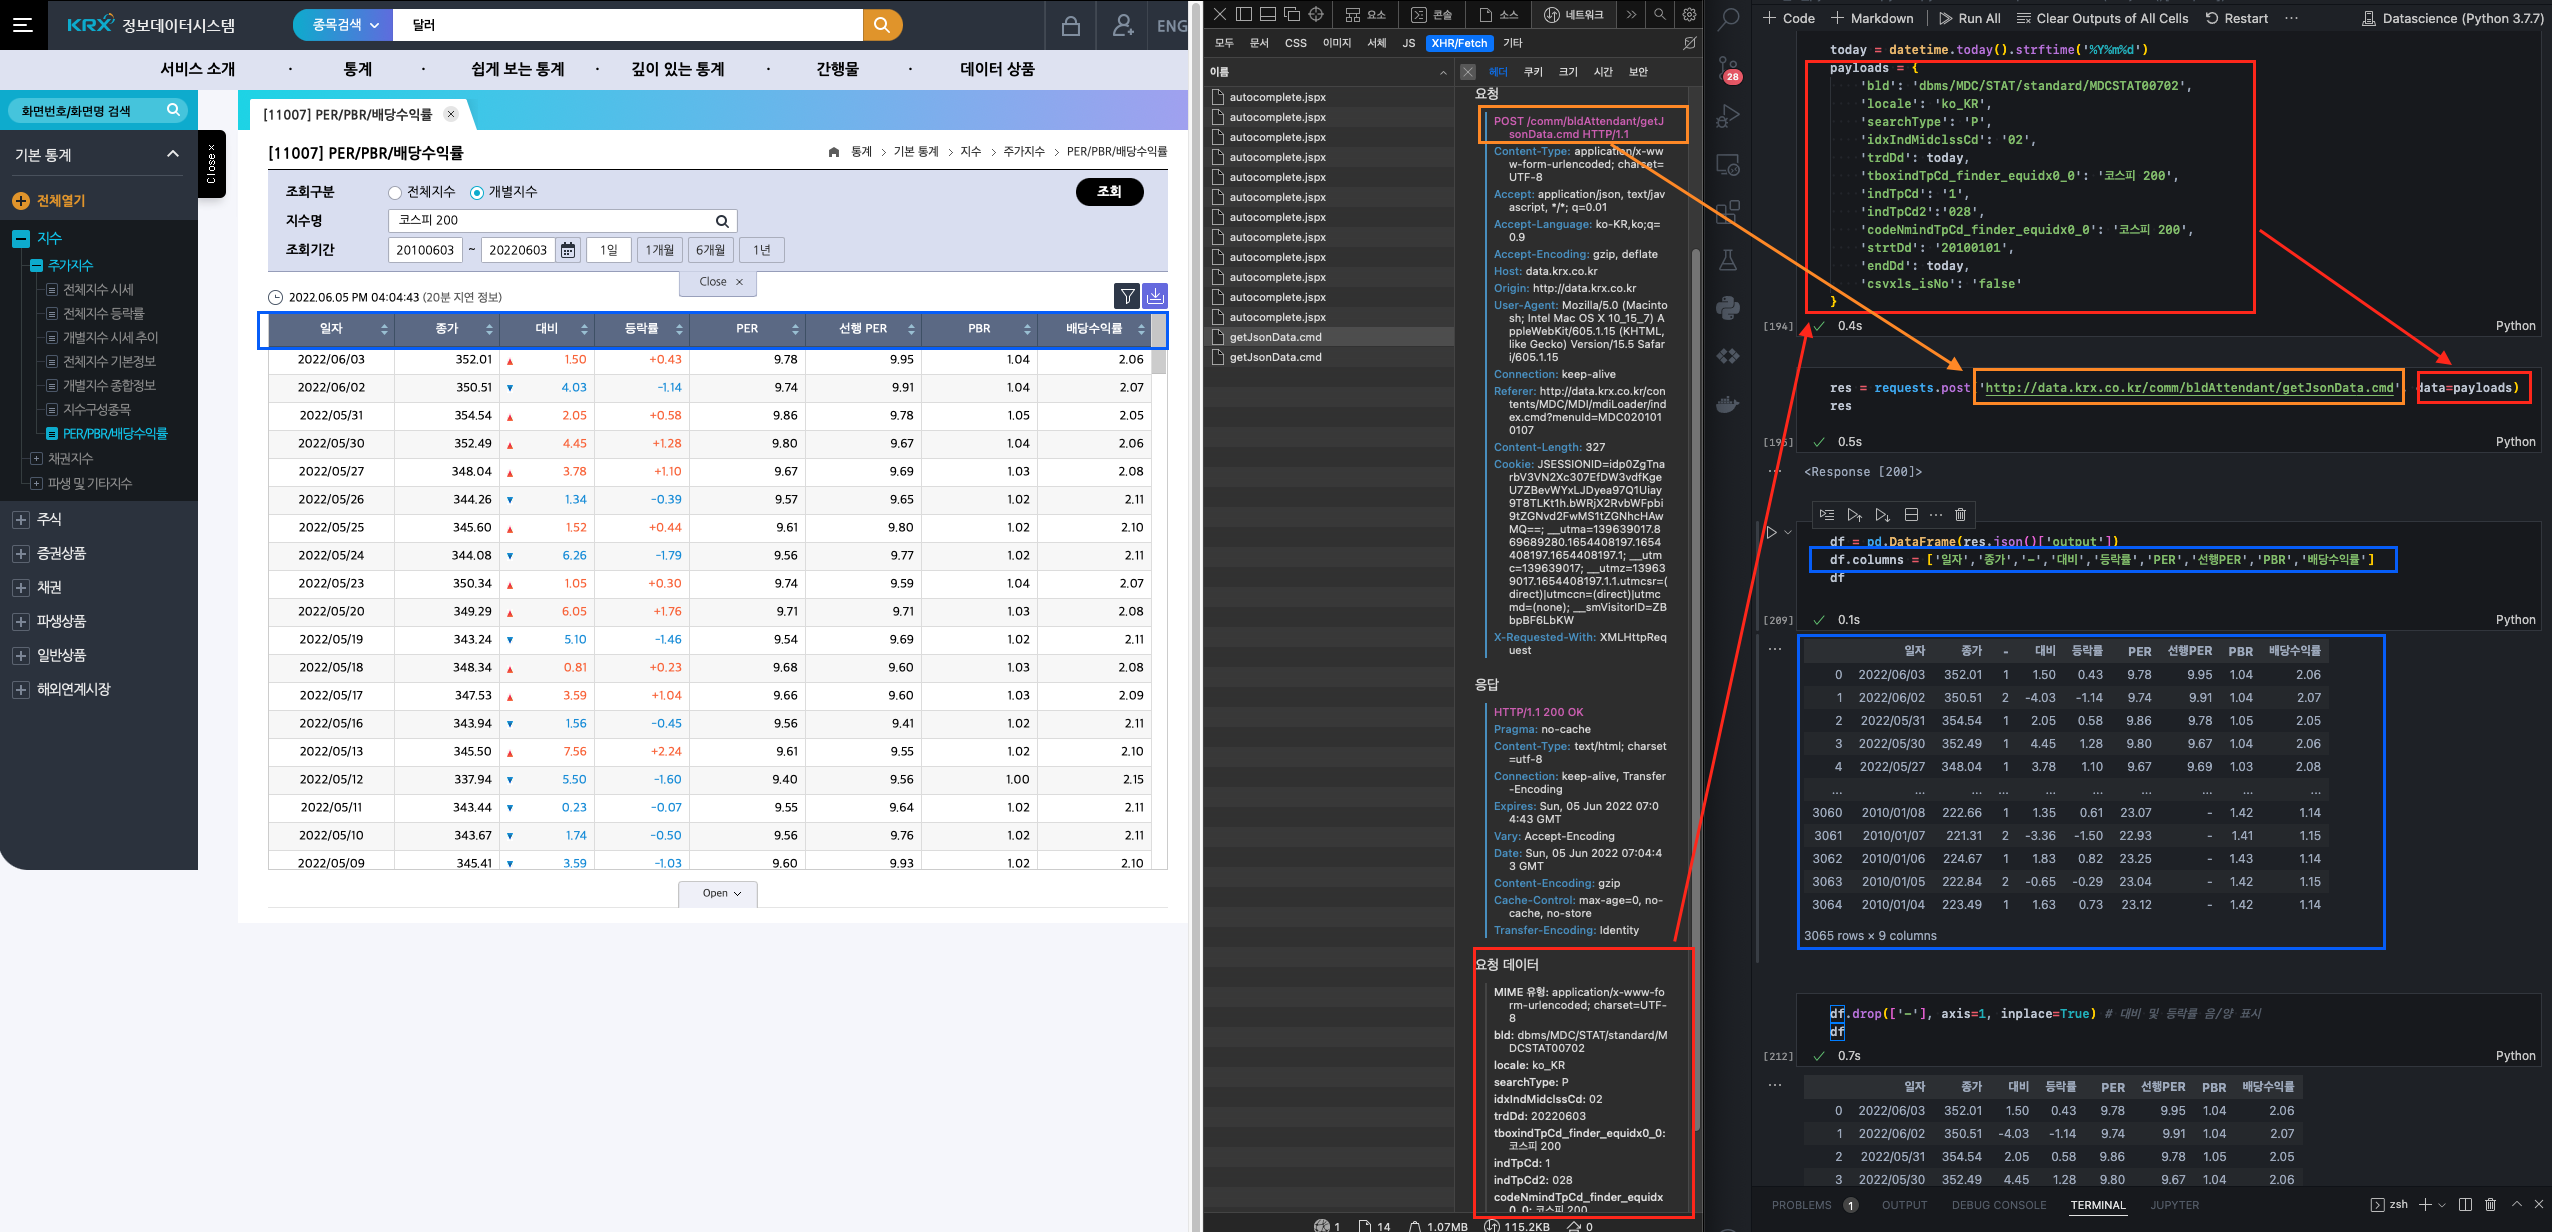 KRX 정보데이터시스템
종목검색
달러
ENG
서비스 소개 · 통계 · 쉽게 보는 통계 · 깊이 있는 통계 · 간행물 · 데이터 상품
화면번호/화면명 검색
기본 통계
Close ×
전체열기
지수
주가지수
전체지수 시세
전체지수 등락률
개별지수 시세 추이
전체지수 기본정보
개별지수 종합정보
지수구성종목
PER/PBR/배당수익률
채권지수
파생 및 기타지수
주식
증권상품
채권
파생상품
일반상품
해외연계시장
[11007] PER/PBR/배당수익률 ×
[11007] PER/PBR/배당수익률
통계 > 기본 통계 > 지수 > 주가지수 > PER/PBR/배당수익률
조회구분 전체지수 개별지수 조회
지수명 코스피 200
조회기간 20100603 ~ 20220603 1일 1개월 6개월 1년
Close ×
2022.06.05 PM 04:04:43 (20분 지연 정보)
일자 종가 대비 등락률 PER 선행 PER PBR 배당수익률
2022/06/03 352.01 ▲ 1.50 +0.43 9.78 9.95 1.04 2.06
2022/06/02 350.51 ▼ 4.03 -1.14 9.74 9.91 1.04 2.07
2022/05/31 354.54 ▲ 2.05 +0.58 9.86 9.78 1.05 2.05
2022/05/30 352.49 ▲ 4.45 +1.28 9.80 9.67 1.04 2.06
2022/05/27 348.04 ▲ 3.78 +1.10 9.67 9.69 1.03 2.08
2022/05/26 344.26 ▼ 1.34 -0.39 9.57 9.65 1.02 2.11
2022/05/25 345.60 ▲ 1.52 +0.44 9.61 9.80 1.02 2.10
2022/05/24 344.08 ▼ 6.26 -1.79 9.56 9.77 1.02 2.11
2022/05/23 350.34 ▲ 1.05 +0.30 9.74 9.59 1.04 2.07
2022/05/20 349.29 ▲ 6.05 +1.76 9.71 9.71 1.03 2.08
2022/05/19 343.24 ▼ 5.10 -1.46 9.54 9.69 1.02 2.11
2022/05/18 348.34 ▲ 0.81 +0.23 9.68 9.60 1.03 2.08
2022/05/17 347.53 ▲ 3.59 +1.04 9.66 9.60 1.03 2.09
2022/05/16 343.94 ▼ 1.56 -0.45 9.56 9.41 1.02 2.11
2022/05/13 345.50 ▲ 7.56 +2.24 9.61 9.55 1.02 2.10
2022/05/12 337.94 ▼ 5.50 -1.60 9.40 9.56 1.00 2.15
2022/05/11 343.44 ▼ 0.23 -0.07 9.55 9.64 1.02 2.11
2022/05/10 343.67 ▼ 1.74 -0.50 9.56 9.76 1.02 2.11
2022/05/09 345.41 ▼ 3.59 -1.03 9.60 9.93 1.02 2.10
Open
요소 콘솔 소스 네트워크
모두 문서 CSS 이미지 서체 JS XHR/Fetch 기타
이름
autocomplete.jspx
autocomplete.jspx
autocomplete.jspx
autocomplete.jspx
autocomplete.jspx
autocomplete.jspx
autocomplete.jspx
autocomplete.jspx
autocomplete.jspx
autocomplete.jspx
autocomplete.jspx
autocomplete.jspx
getJsonData.cmd
getJsonData.cmd
헤더 쿠키 크기 시간 보안
요청
POST /comm/bldAttendant/getJ
sonData.cmd HTTP/1.1
Content-Type: application/x-ww
w-form-urlencoded; charset=
UTF-8
Accept: application/json, text/jav
ascript, */*; q=0.01
Accept-Language: ko-KR,ko;q=
0.9
Accept-Encoding: gzip, deflate
Host: data.krx.co.kr
Origin: http://data.krx.co.kr
User-Agent: Mozilla/5.0 (Macinto
sh; Intel Mac OS X 10_15_7) A
ppleWebKit/605.1.15 (KHTML,
like Gecko) Version/15.5 Safar
i/605.1.15
Connection: keep-alive
Referer: http://data.krx.co.kr/con
tents/MDC/MDI/mdiLoader/ind
ex.cmd?menuId=MDC020101
0107
Content-Length: 327
Cookie: JSESSIONID=idp0ZgTna
rbV3VN2Xc307EfDW3vdfKge
U7ZBevWYxLJDyea97Q1Uiay
9T8TLKt1h.bWRjX2RvbWFpbi
9tZGNvd2FwMS1tZGNhcHAw
MQ==; __utma=139639017.8
69689280.1654408197.1654
408197.1654408197.1; __utm
c=139639017; __utmz=13963
9017.1654408197.1.1.utmcsr=(
direct)|utmccn=(direct)|utmc
md=(none); __smVisitorID=ZB
bpBF6LbKW
X-Requested-With: XMLHttpReq
uest
응답
HTTP/1.1 200 OK
Pragma: no-cache
Content-Type: text/html; charset
=utf-8
Connection: keep-alive, Transfer
-Encoding
Expires: Sun, 05 Jun 2022 07:0
4:43 GMT
Vary: Accept-Encoding
Date: Sun, 05 Jun 2022 07:04:4
3 GMT
Content-Encoding: gzip
Cache-Control: max-age=0, no-
cache, no-store
Transfer-Encoding: Identity
요청 데이터
MIME 유형: application/x-www-fo
rm-urlencoded; charset=UTF-
8
bld: dbms/MDC/STAT/standard/M
DCSTAT00702
locale: ko_KR
searchType: P
idxIndMidclssCd: 02
trdDd: 20220603
tboxindTpCd_finder_equidx0_0:
코스피 200
indTpCd: 1
indTpCd2: 028
codeNmindTpCd_finder_equidx
0_0: 코스피 200
1 14 1.07MB 115.2KB 0
+ Code + Markdown Run All Clear Outputs of All Cells Restart ··· Datascience (Python 3.7.7)
28
today = datetime.today().strftime('%Y%m%d')
payloads = {
'bld': 'dbms/MDC/STAT/standard/MDCSTAT00702',
'locale': 'ko_KR',
'searchType': 'P',
'idxIndMidclssCd': '02',
'trdDd': today,
'tboxindTpCd_finder_equidx0_0': '코스피 200',
'indTpCd': '1',
'indTpCd2':'028',
'codeNmindTpCd_finder_equidx0_0': '코스피 200',
'strtDd': '20100101',
'endDd': today,
'csvxls_isNo': 'false'
}
[194] 0.4s Python
res = requests.post('http://data.krx.co.kr/comm/bldAttendant/getJsonData.cmd' data=payloads)
res
[195] 0.5s Python
<Response [200]>
df = pd.DataFrame(res.json()['output'])
df.columns = ['일자','종가','-','대비','등락률','PER','선행PER','PBR','배당수익률']
df
[209] 0.1s Python
일자 종가 - 대비 등락률 PER 선행PER PBR 배당수익률
0 2022/06/03 352.01 1 1.50 0.43 9.78 9.95 1.04 2.06
1 2022/06/02 350.51 2 -4.03 -1.14 9.74 9.91 1.04 2.07
2 2022/05/31 354.54 1 2.05 0.58 9.86 9.78 1.05 2.05
3 2022/05/30 352.49 1 4.45 1.28 9.80 9.67 1.04 2.06
4 2022/05/27 348.04 1 3.78 1.10 9.67 9.69 1.03 2.08
... ... ... ... ... ... ... ... ... ...
3060 2010/01/08 222.66 1 1.35 0.61 23.07 - 1.42 1.14
3061 2010/01/07 221.31 2 -3.36 -1.50 22.93 - 1.41 1.15
3062 2010/01/06 224.67 1 1.83 0.82 23.25 - 1.43 1.14
3063 2010/01/05 222.84 2 -0.65 -0.29 23.04 - 1.42 1.15
3064 2010/01/04 223.49 1 1.63 0.73 23.12 - 1.42 1.14
3065 rows × 9 columns
df.drop(['-'], axis=1, inplace=True) # 대비 및 등락률 음/양 표시
df
[212] 0.7s Python
일자 종가 대비 등락률 PER 선행PER PBR 배당수익률
0 2022/06/03 352.01 1.50 0.43 9.78 9.95 1.04 2.06
1 2022/06/02 350.51 -4.03 -1.14 9.74 9.91 1.04 2.07
2 2022/05/31 354.54 2.05 0.58 9.86 9.78 1.05 2.05
3 2022/05/30 352.49 4.45 1.28 9.80 9.67 1.04 2.06
PROBLEMS 1 OUTPUT DEBUG CONSOLE TERMINAL JUPYTER zsh